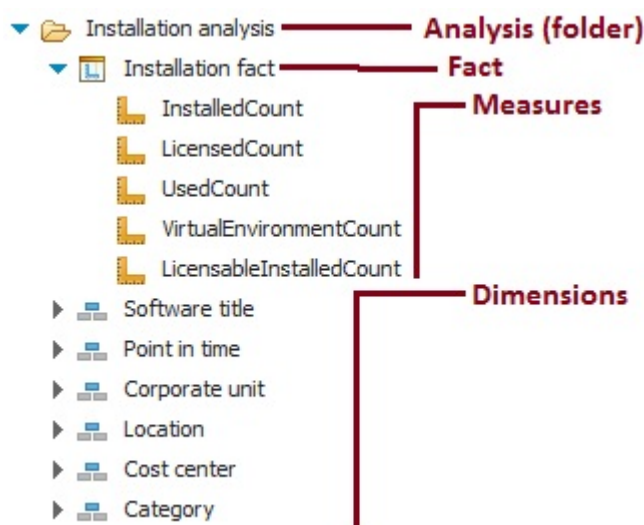 Installation analysis Analysis (folder)
Installation fact Fact
InstalledCount Measures
LicensedCount
UsedCount
VirtualEnvironmentCount
LicensableInstalledCount
Dimensions
Software title
Point in time
Corporate unit
Location
Cost center
Category